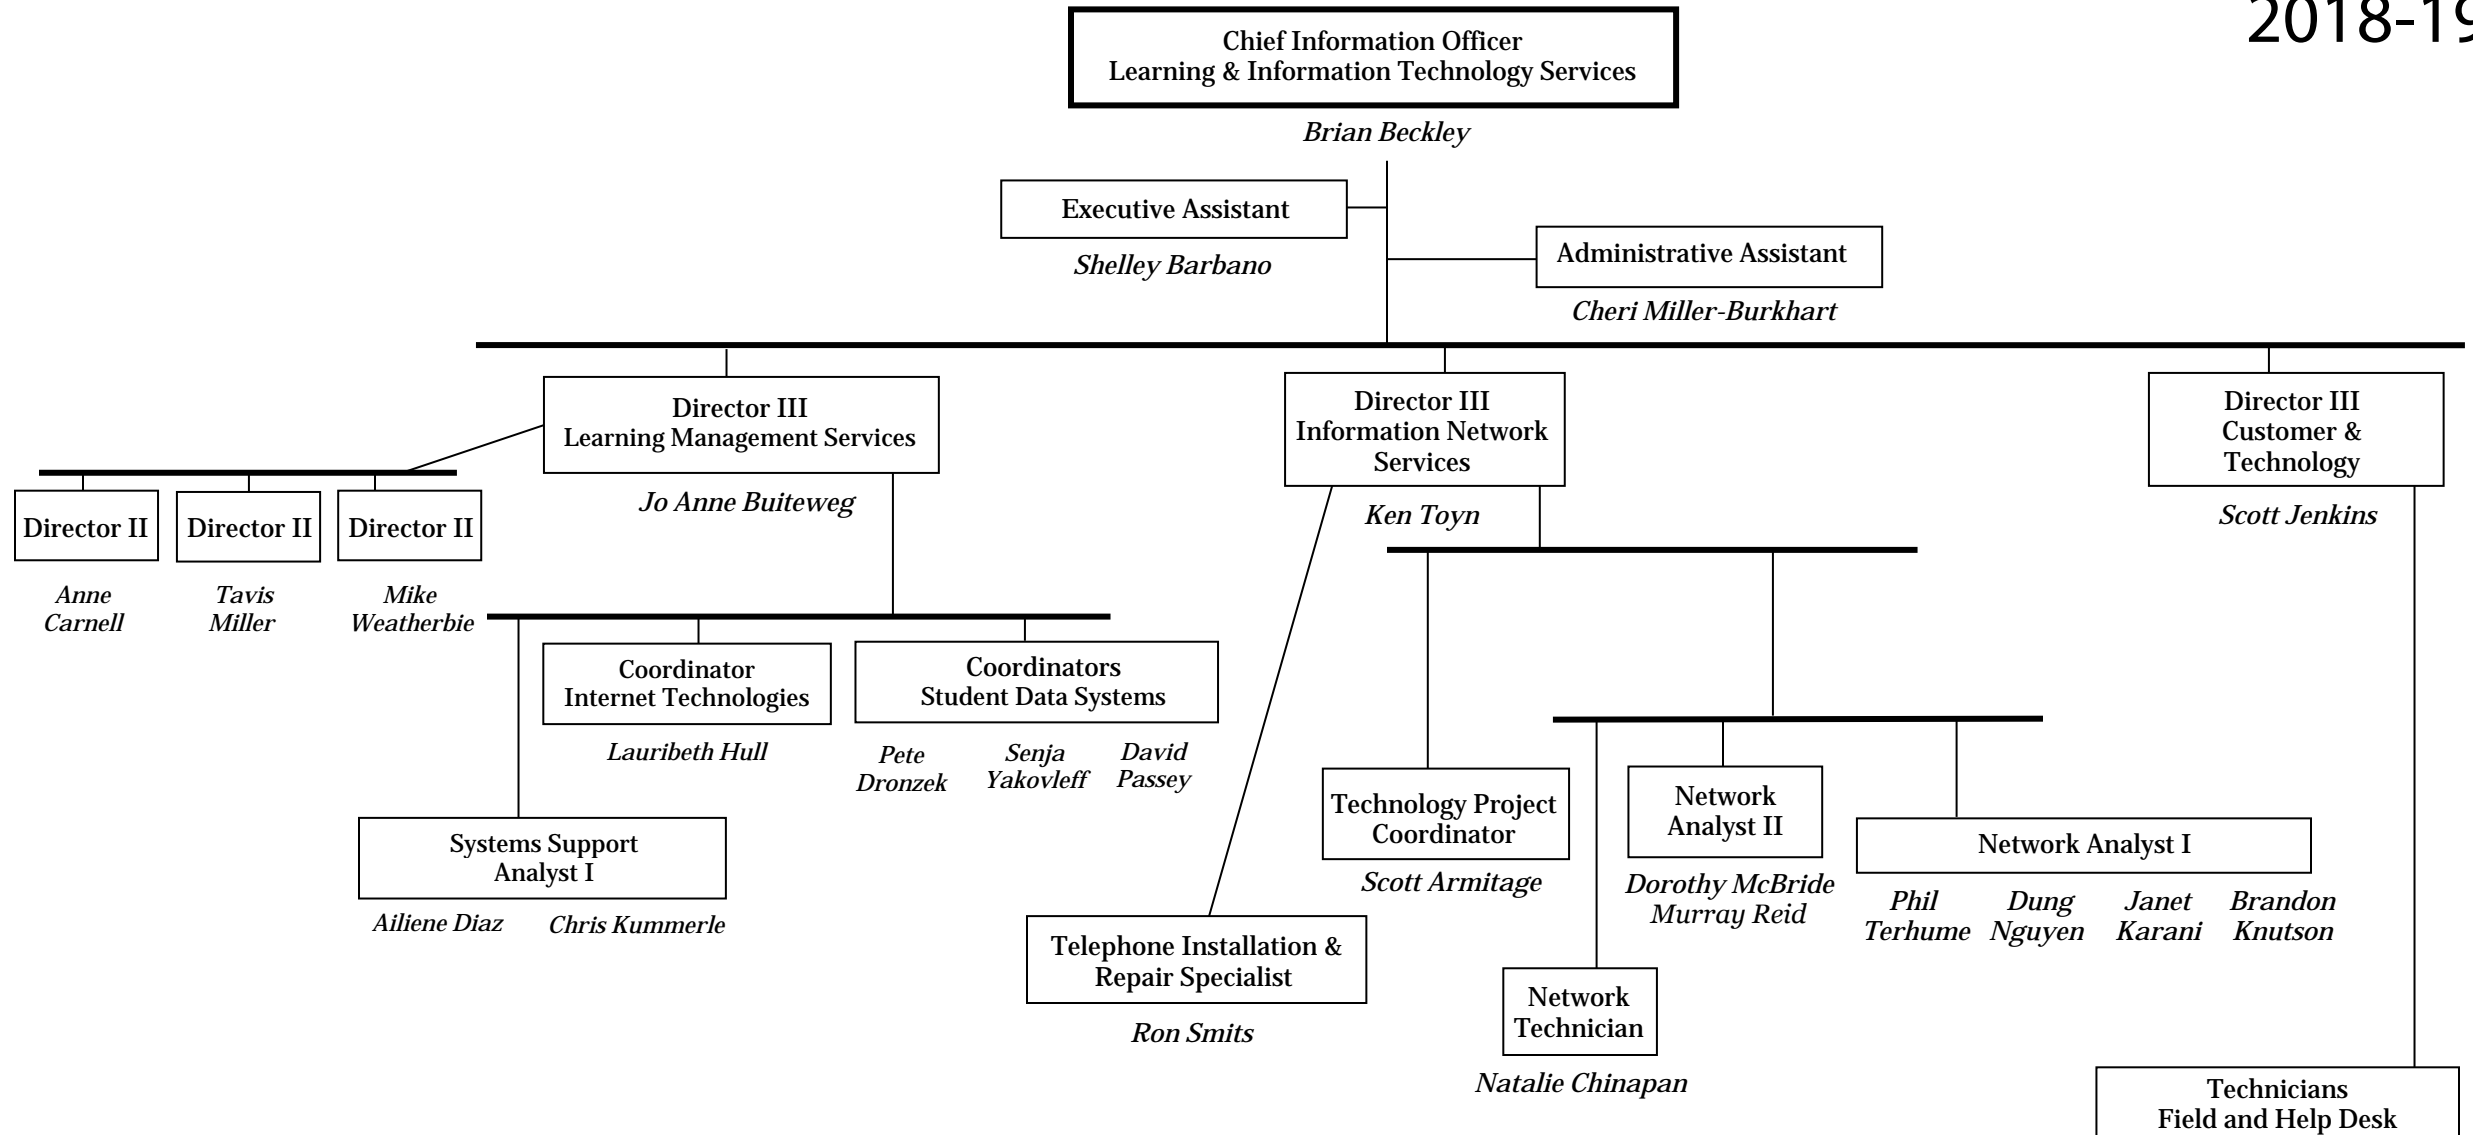 2018-19
Chief Information Officer
Learning & Information Technology Services
Brian Beckley
Executive Assistant
Shelley Barbano
Administrative Assistant
Cheri Miller-Burkhart
Director III
Learning Management Services
Jo Anne Buiteweg
Director III
Information Network
Services
Ken Toyn
Director III
Customer &
Technology
Scott Jenkins
Director II
Anne
Carnell
Director II
Tavis
Miller
Director II
Mike
Weatherbie
Coordinator
Internet Technologies
Lauribeth Hull
Coordinators
Student Data Systems
Pete
Dronzek
Senja
Yakovleff
David
Passey
Systems Support
Analyst I
Ailiene Diaz
Chris Kummerle
Technology Project
Coordinator
Scott Armitage
Network
Analyst II
Dorothy McBride
Murray Reid
Network Analyst I
Phil
Terhume
Dung
Nguyen
Janet
Karani
Brandon
Knutson
Telephone Installation &
Repair Specialist
Ron Smits
Network
Technician
Natalie Chinapan
Technicians
Field and Help Desk